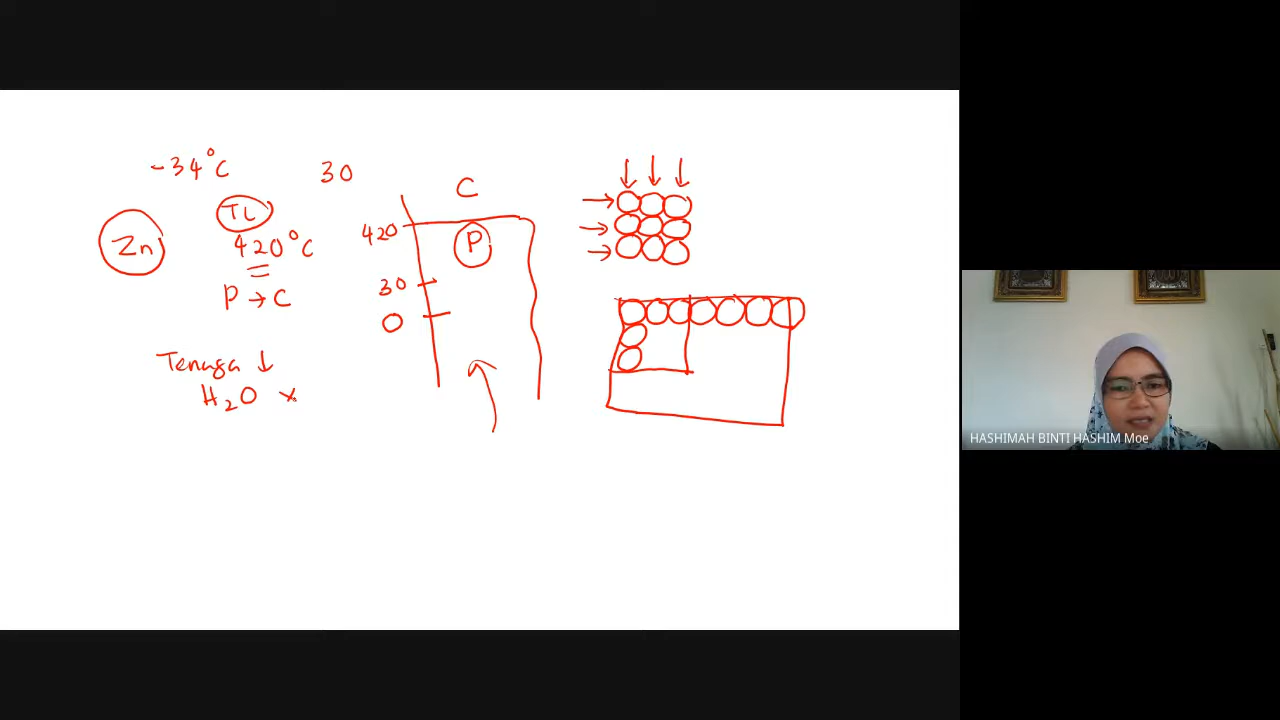 -34°C
30
TL
Zn
420°C
P → C
Tenaga ↓
H₂O ×
C
420
P
30
0
HASHIMAH BINTI HASHIM Moe